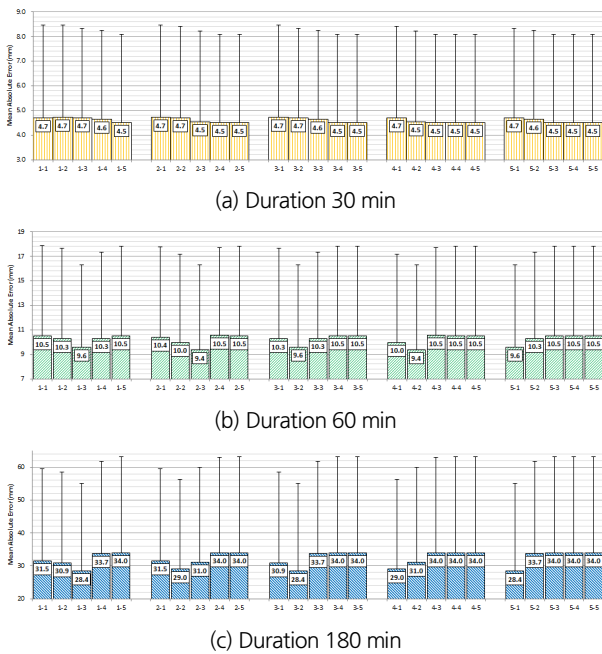 9.0
8.0
7.0
6.0
5.0
4.0
3.0
Mean Absolute Error(mm)
4.7 4.7 4.7 4.6 4.5 4.7 4.7 4.5 4.5 4.5 4.7 4.7 4.6 4.5 4.5 4.7 4.5 4.5 4.5 4.5 4.7 4.6 4.5 4.5 4.5
1-1 1-2 1-3 1-4 1-5 2-1 2-2 2-3 2-4 2-5 3-1 3-2 3-3 3-4 3-5 4-1 4-2 4-3 4-4 4-5 5-1 5-2 5-3 5-4 5-5
(a) Duration 30 min
19
17
15
13
11
9
7
Mean Absolute Error(mm)
10.5 10.3 9.6 10.3 10.5 10.4 10.0 9.4 10.5 10.5 10.3 9.6 10.3 10.5 10.5 10.0 9.4 10.5 10.5 10.5 9.6 10.3 10.5 10.5 10.5
1-1 1-2 1-3 1-4 1-5 2-1 2-2 2-3 2-4 2-5 3-1 3-2 3-3 3-4 3-5 4-1 4-2 4-3 4-4 4-5 5-1 5-2 5-3 5-4 5-5
(b) Duration 60 min
60
50
40
30
20
Mean Absolute Error(mm)
31.5 30.9 28.4 33.7 34.0 31.5 29.0 31.0 34.0 34.0 30.9 28.4 33.7 34.0 34.0 29.0 31.0 34.0 34.0 34.0 28.4 33.7 34.0 34.0 34.0
1-1 1-2 1-3 1-4 1-5 2-1 2-2 2-3 2-4 2-5 3-1 3-2 3-3 3-4 3-5 4-1 4-2 4-3 4-4 4-5 5-1 5-2 5-3 5-4 5-5
(c) Duration 180 min